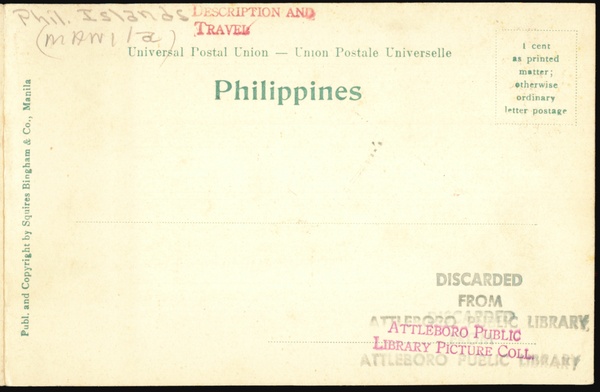 Phil. Islands
(MANILA)
DESCRIPTION AND
TRAVEL
Universal Postal Union — Union Postale Universelle
Philippines
1 cent
as printed
matter;
otherwise
ordinary
letter postage
Publ. and Copyright by Squires Bingham & Co., Manila
DISCARDED
FROM
ATTLEBORO PUBLIC LIBRARY
DISCARDED
ATTLEBORO PUBLIC
LIBRARY PICTURE COLL.
ATTLEBORO PUBLIC LIBRARY